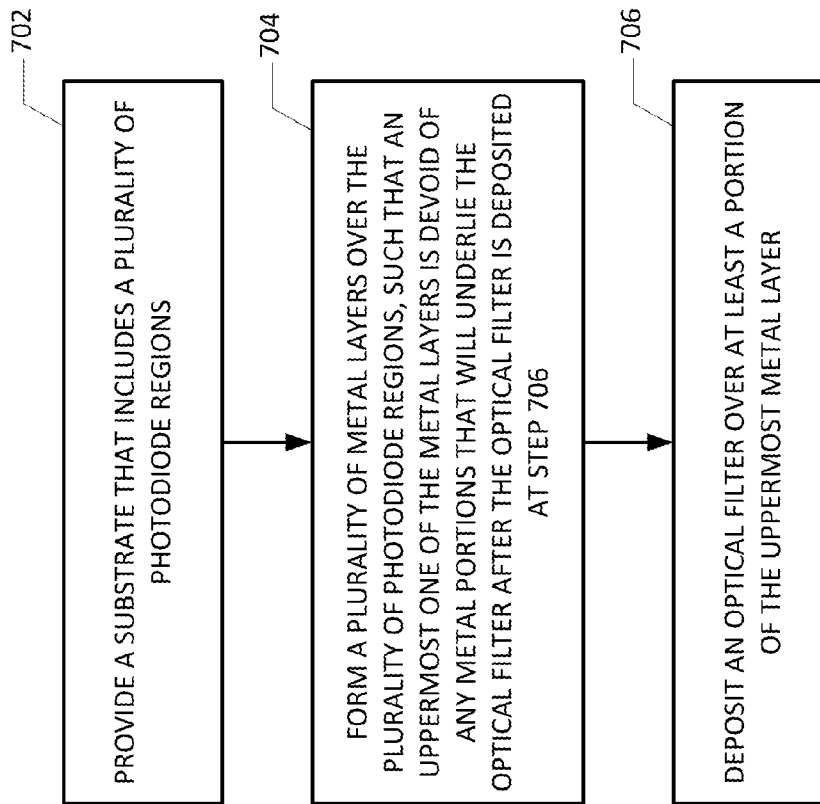 702
PROVIDE A SUBSTRATE THAT INCLUDES A PLURALITY OF
PHOTODIODE REGIONS
704
FORM A PLURALITY OF METAL LAYERS OVER THE
PLURALITY OF PHOTODIODE REGIONS, SUCH THAT AN
UPPERMOST ONE OF THE METAL LAYERS IS DEVOID OF
ANY METAL PORTIONS THAT WILL UNDERLIE THE
OPTICAL FILTER AFTER THE OPTICAL FILTER IS DEPOSITED
AT STEP 706
706
DEPOSIT AN OPTICAL FILTER OVER AT LEAST A PORTION
OF THE UPPERMOST METAL LAYER